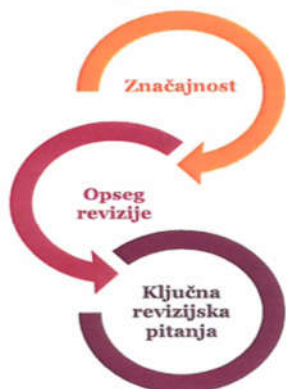 Značajnost
Opseg
revizije
Ključna
revizijska
pitanja